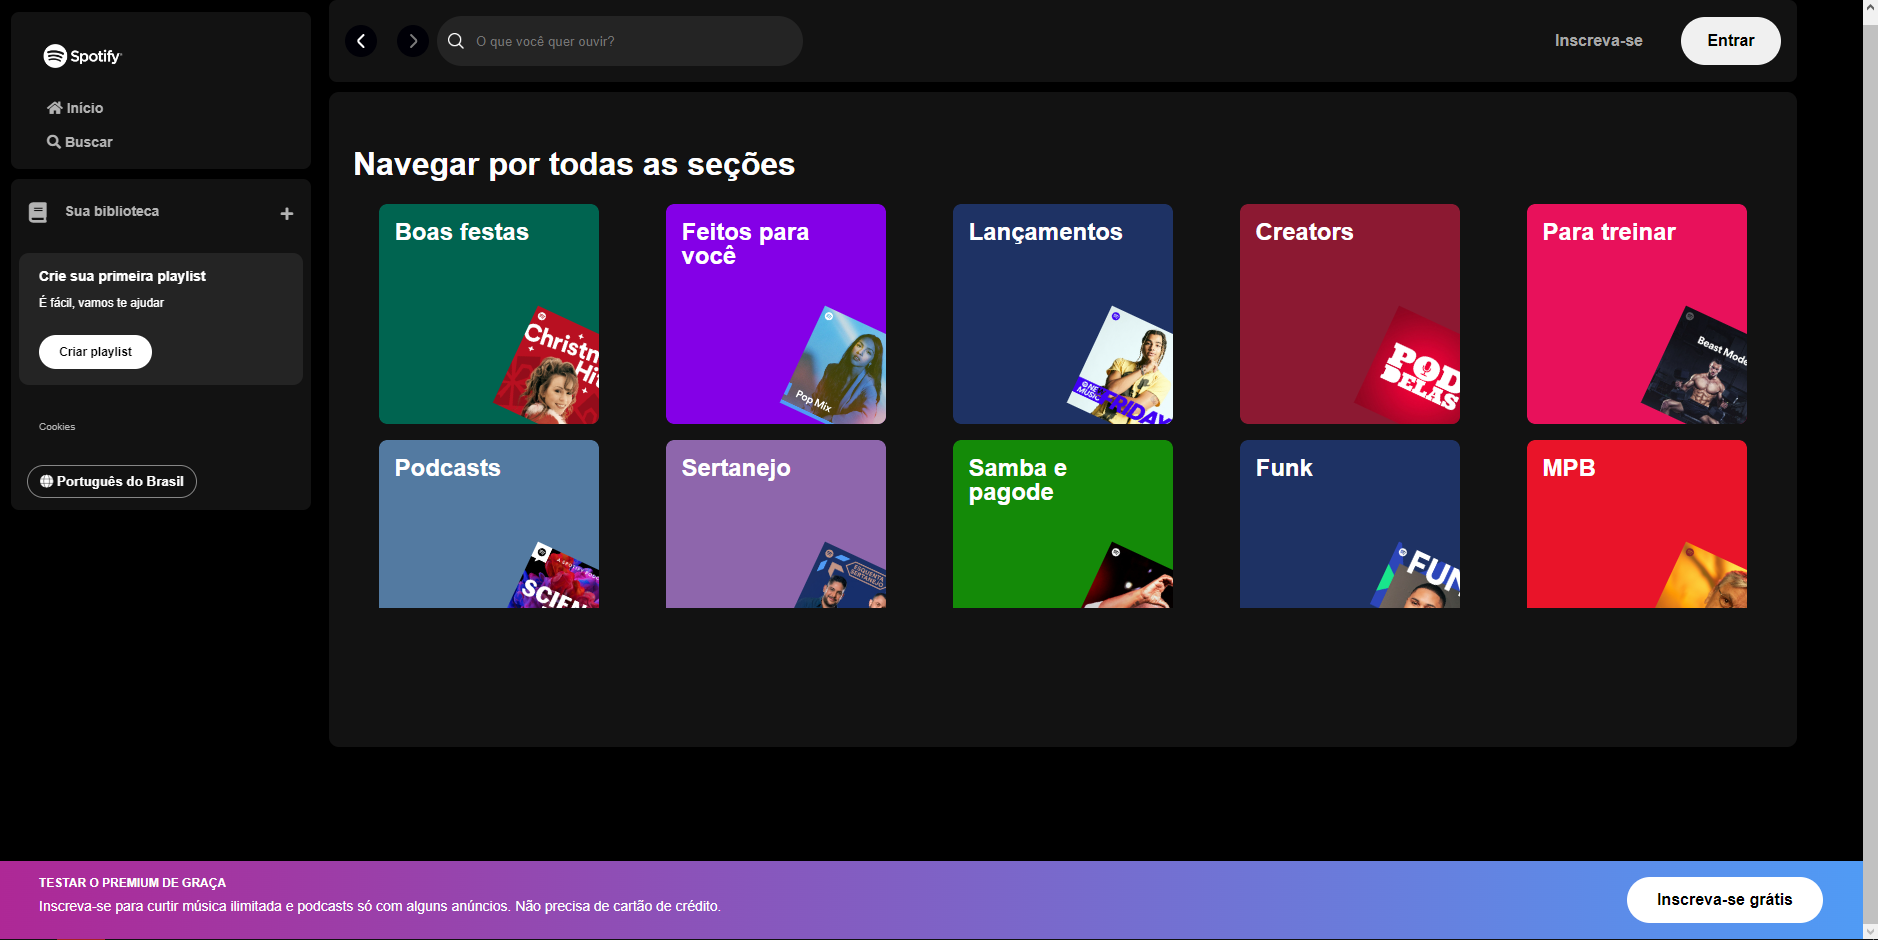 Spotify
Início
Buscar
Sua biblioteca
Crie sua primeira playlist
É fácil, vamos te ajudar
Criar playlist
Cookies
Português do Brasil
O que você quer ouvir?
Inscreva-se
Entrar
Navegar por todas as seções
Boas festas
Christm
Hit
Feitos para
você
Pop Mix
Lançamentos
NE
MUSIC
FRIDAY
Creators
POD
DELAS
Para treinar
Beast Mode
Podcasts
SCIEN
Sertanejo
ESQUENTA
SERTANEJO
Samba e
pagode
Funk
FUN
MPB
TESTAR O PREMIUM DE GRAÇA
Inscreva-se para curtir música ilimitada e podcasts só com alguns anúncios. Não precisa de cartão de crédito.
Inscreva-se grátis